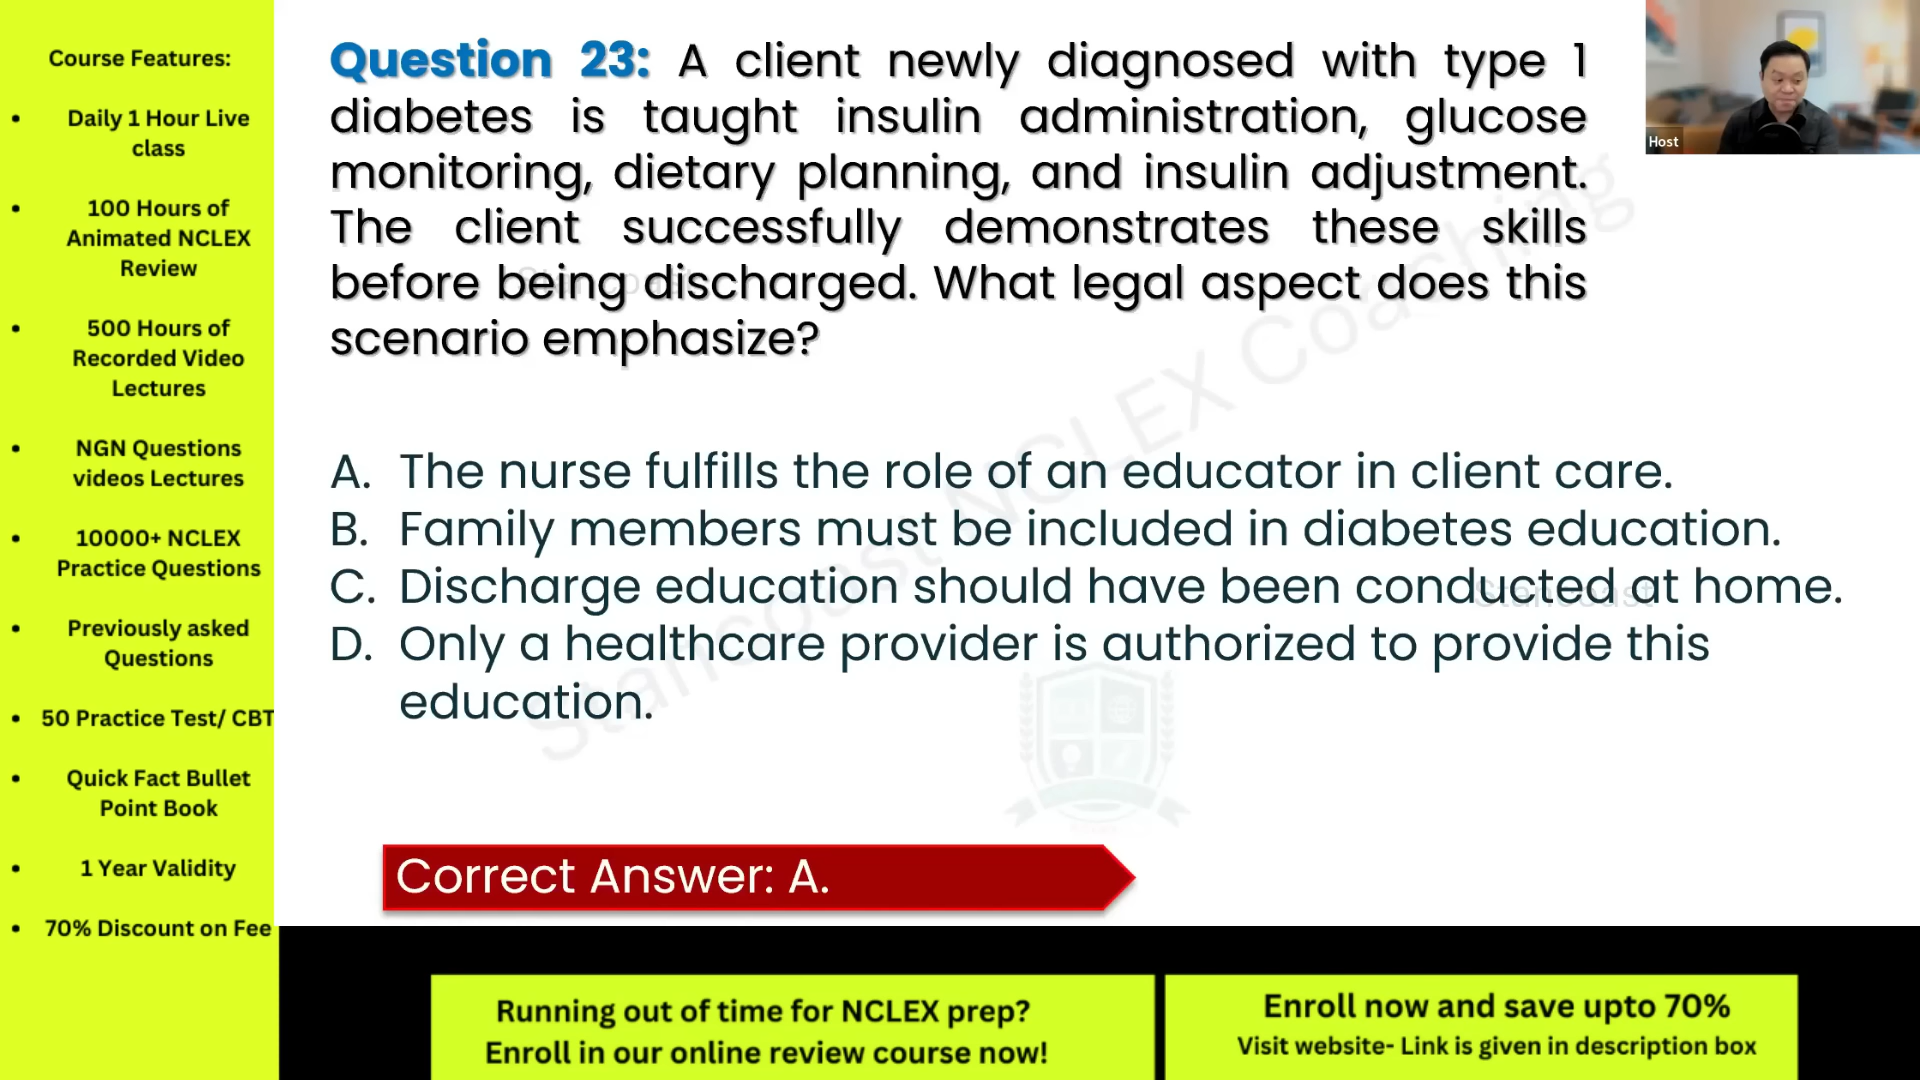 Course Features:
• Daily 1 Hour Live
class
• 100 Hours of
Animated NCLEX
Review
• 500 Hours of
Recorded Video
Lectures
• NGN Questions
videos Lectures
• 10000+ NCLEX
Practice Questions
• Previously asked
Questions
• 50 Practice Test/ CBT
• Quick Fact Bullet
Point Book
• 1 Year Validity
• 70% Discount on Fee
Question 23: A client newly diagnosed with type 1
diabetes is taught insulin administration, glucose
monitoring, dietary planning, and insulin adjustment.
The client successfully demonstrates these skills
before being discharged. What legal aspect does this
scenario emphasize?
A. The nurse fulfills the role of an educator in client care.
B. Family members must be included in diabetes education.
C. Discharge education should have been conducted at home.
D. Only a healthcare provider is authorized to provide this
education.
Correct Answer: A.
Host
Stancoast NCLEX Coaching
Stancoast
Stancoast
Running out of time for NCLEX prep?
Enroll in our online review course now!
Enroll now and save upto 70%
Visit website- Link is given in description box